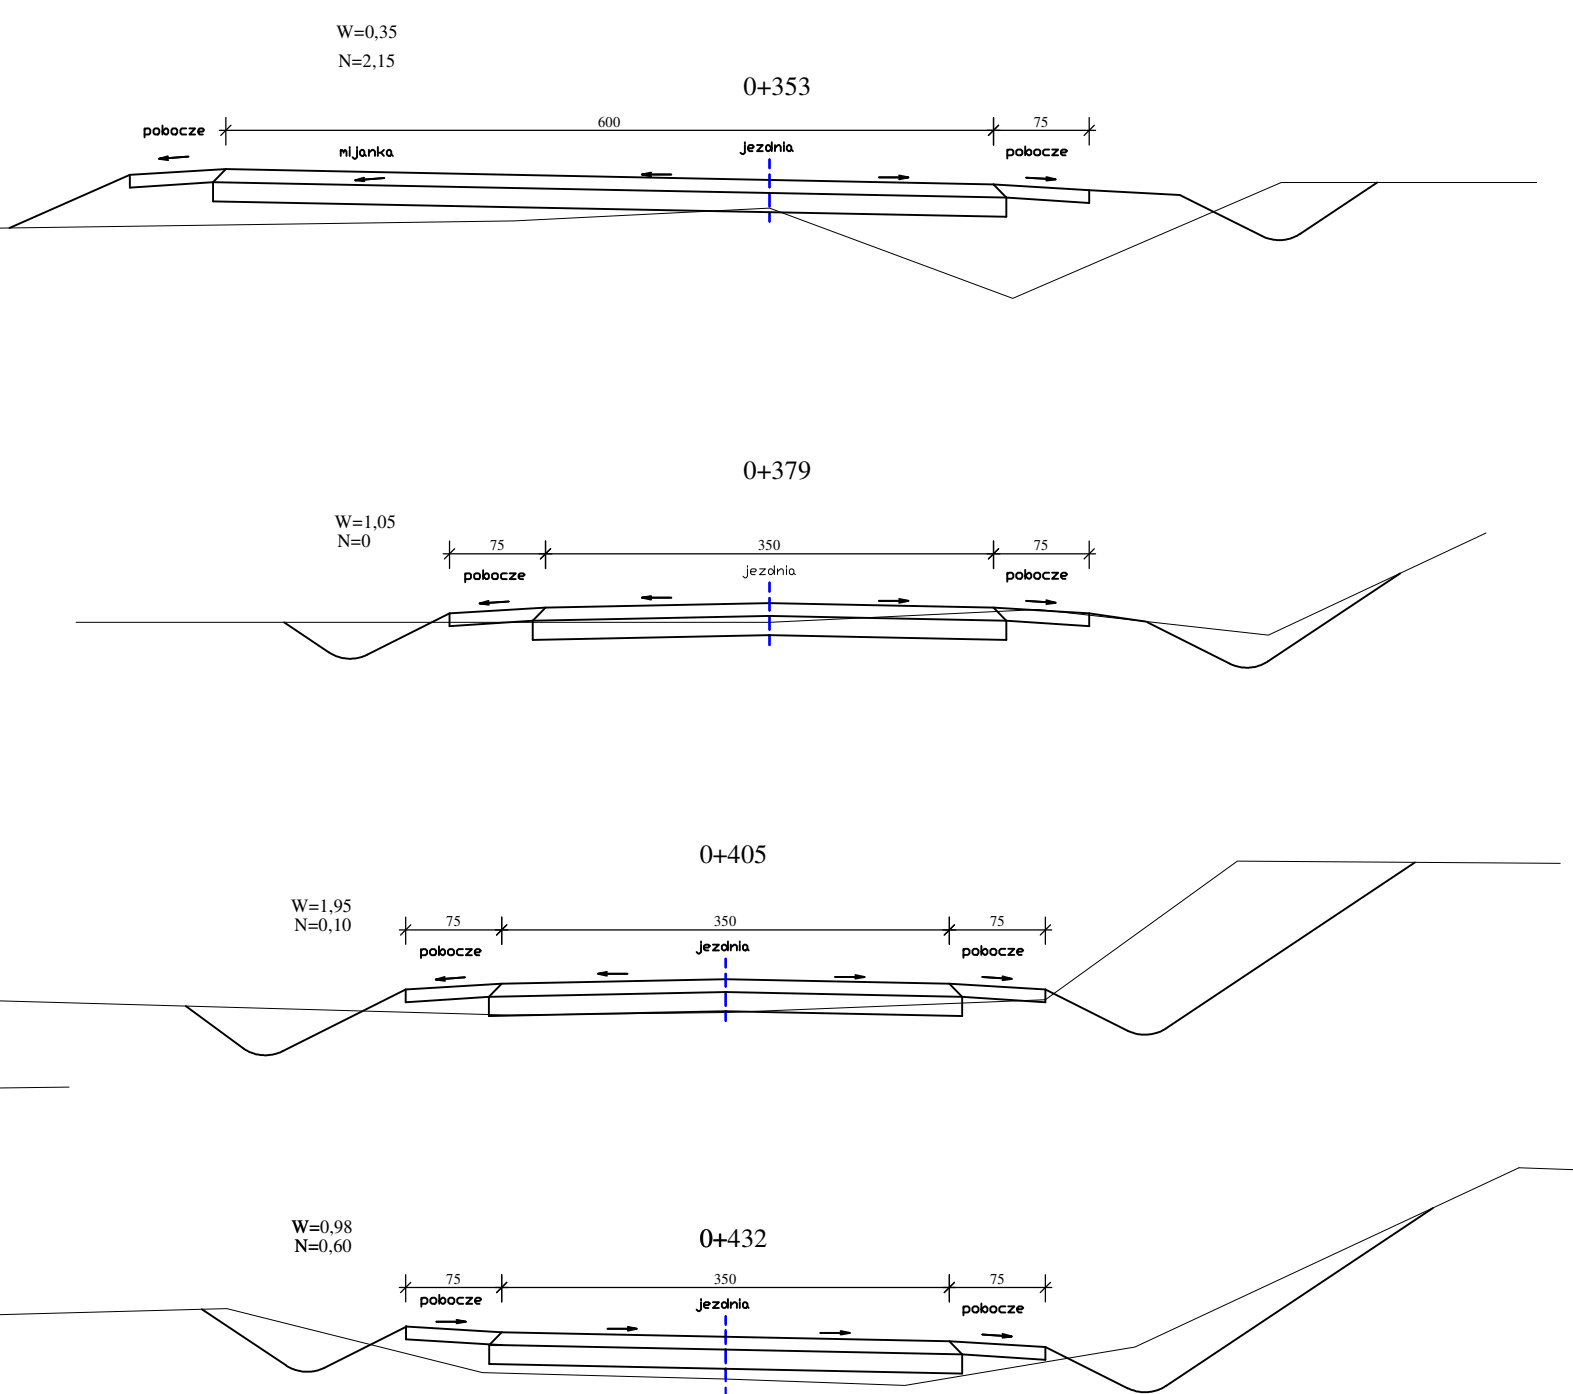 W=0,35
N=2,15
0+353
600
75
pobocze
mijanka
jezdnia
pobocze
0+379
W=1,05
N=0
75
350
75
pobocze
jezdnia
pobocze
0+405
W=1,95
N=0,10
75
350
75
pobocze
jezdnia
pobocze
W=0,98
N=0,60
0+432
75
350
75
pobocze
jezdnia
pobocze